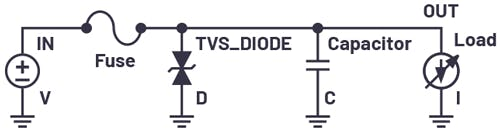 OUT
IN
TVS_DIODE
Capacitor
Load
Fuse
V
D
C
I